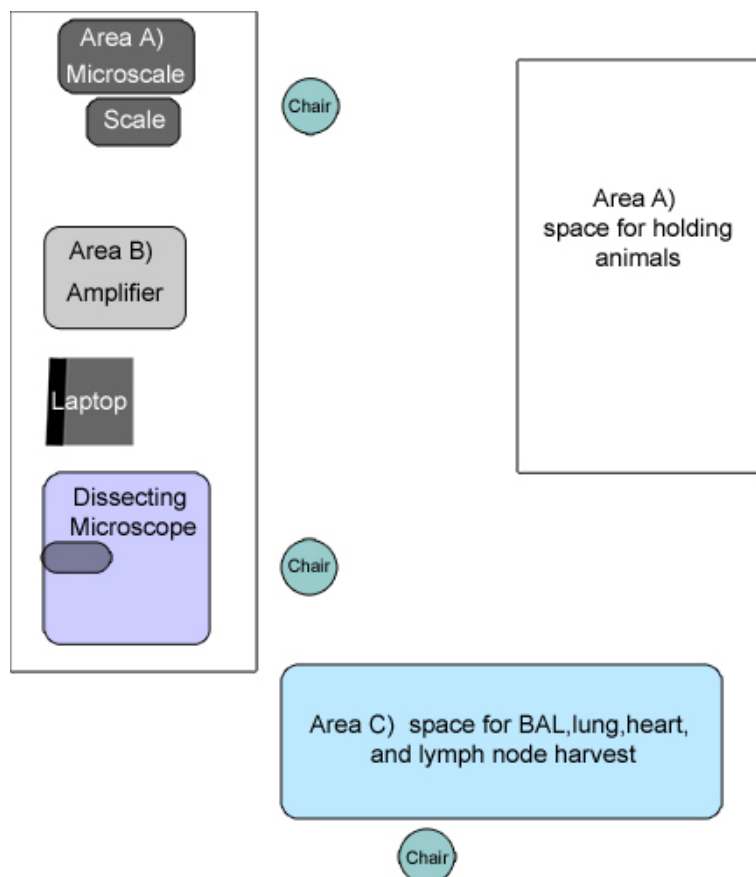 Area A)
Microscale
Scale
Chair
Area A)
space for holding
animals
Area B)
Amplifier
Laptop
Dissecting
Microscope
Chair
Area C)  space for BAL,lung,heart,
and lymph node harvest
Chair